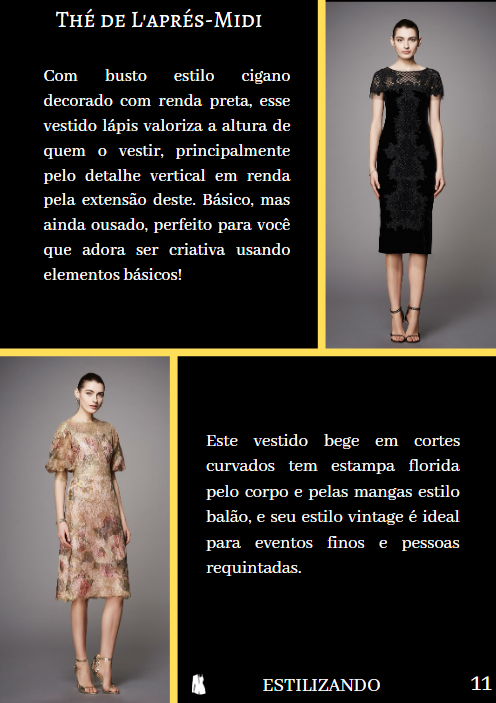 Thé de L'aprés-Midi
Com busto estilo cigano
decorado com renda preta, esse
vestido lápis valoriza a altura de
quem o vestir, principalmente
pelo detalhe vertical em renda
pela extensão deste. Básico, mas
ainda ousado, perfeito para você
que adora ser criativa usando
elementos básicos!
Este vestido bege em cortes
curvados tem estampa florida
pelo corpo e pelas mangas estilo
balão, e seu estilo vintage é ideal
para eventos finos e pessoas
requintadas.
ESTILIZANDO
11